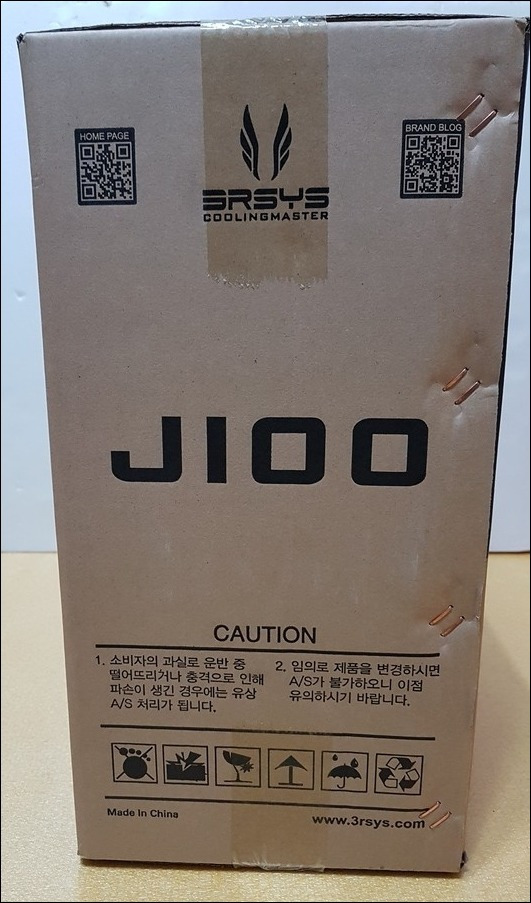 HOME PAGE
BRAND BLOG
3RSYS
COOLINGMASTER
J100
CAUTION
1. 소비자의 과실로 운반 중
떨어뜨리거나 충격으로 인해
파손이 생긴 경우에는 유상
A/S 처리가 됩니다.
2. 임의로 제품을 변경하시면
A/S가 불가하오니 이점
유의하시기 바랍니다.
Made In China
www.3rsys.com